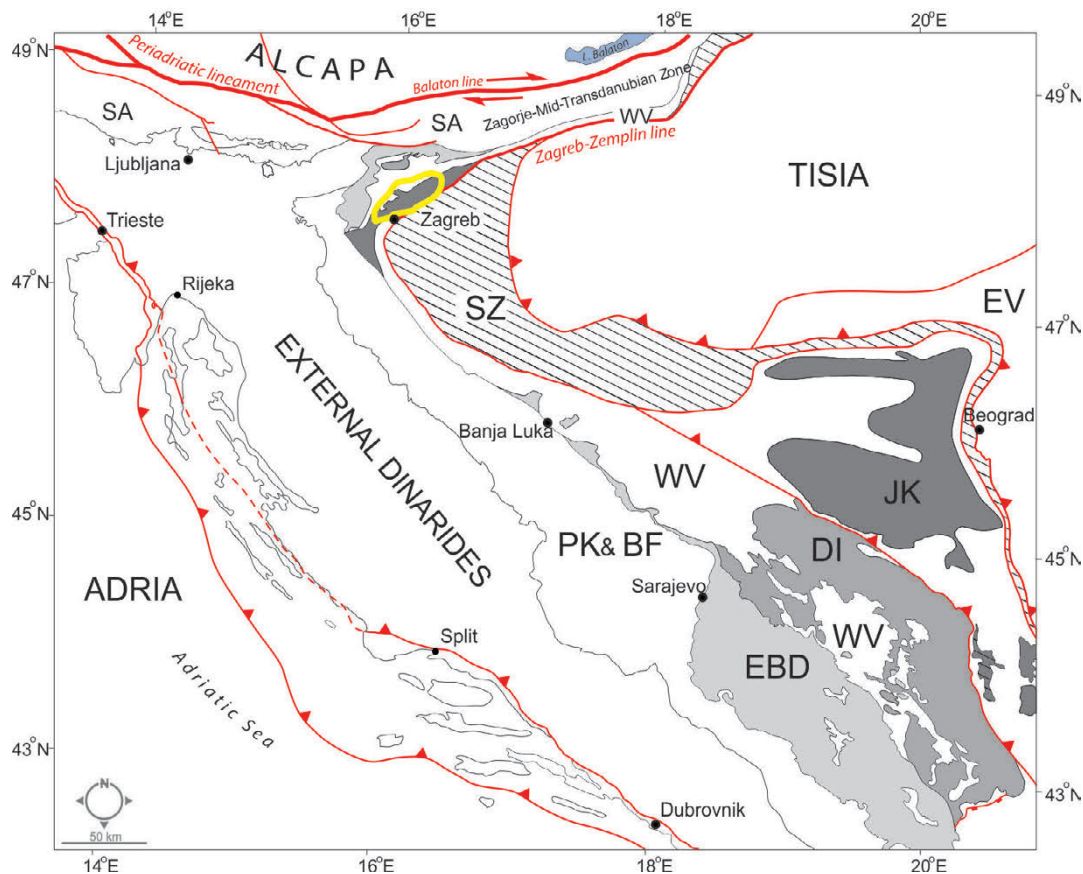 14°E
16°E
18°E
20°E
49°N
ALCAPA
L. Balaton
Periadriatic lineament
Balaton line
Zagorje-Mid-Transdanubian Zone
49°N
SA
SA
WV
Zagreb-Zemplin line
Ljubljana
TISIA
Trieste
Zagreb
47°N
Rijeka
SZ
EV
47°N
EXTERNAL DINARIDES
Beograd
Banja Luka
WV
JK
45°N
PK& BF
DI
45°N
ADRIA
Sarajevo
Split
WV
EBD
Adriatic Sea
43°N
43°N
N
50 km
Dubrovnik
14°E
16°E
18°E
20°E